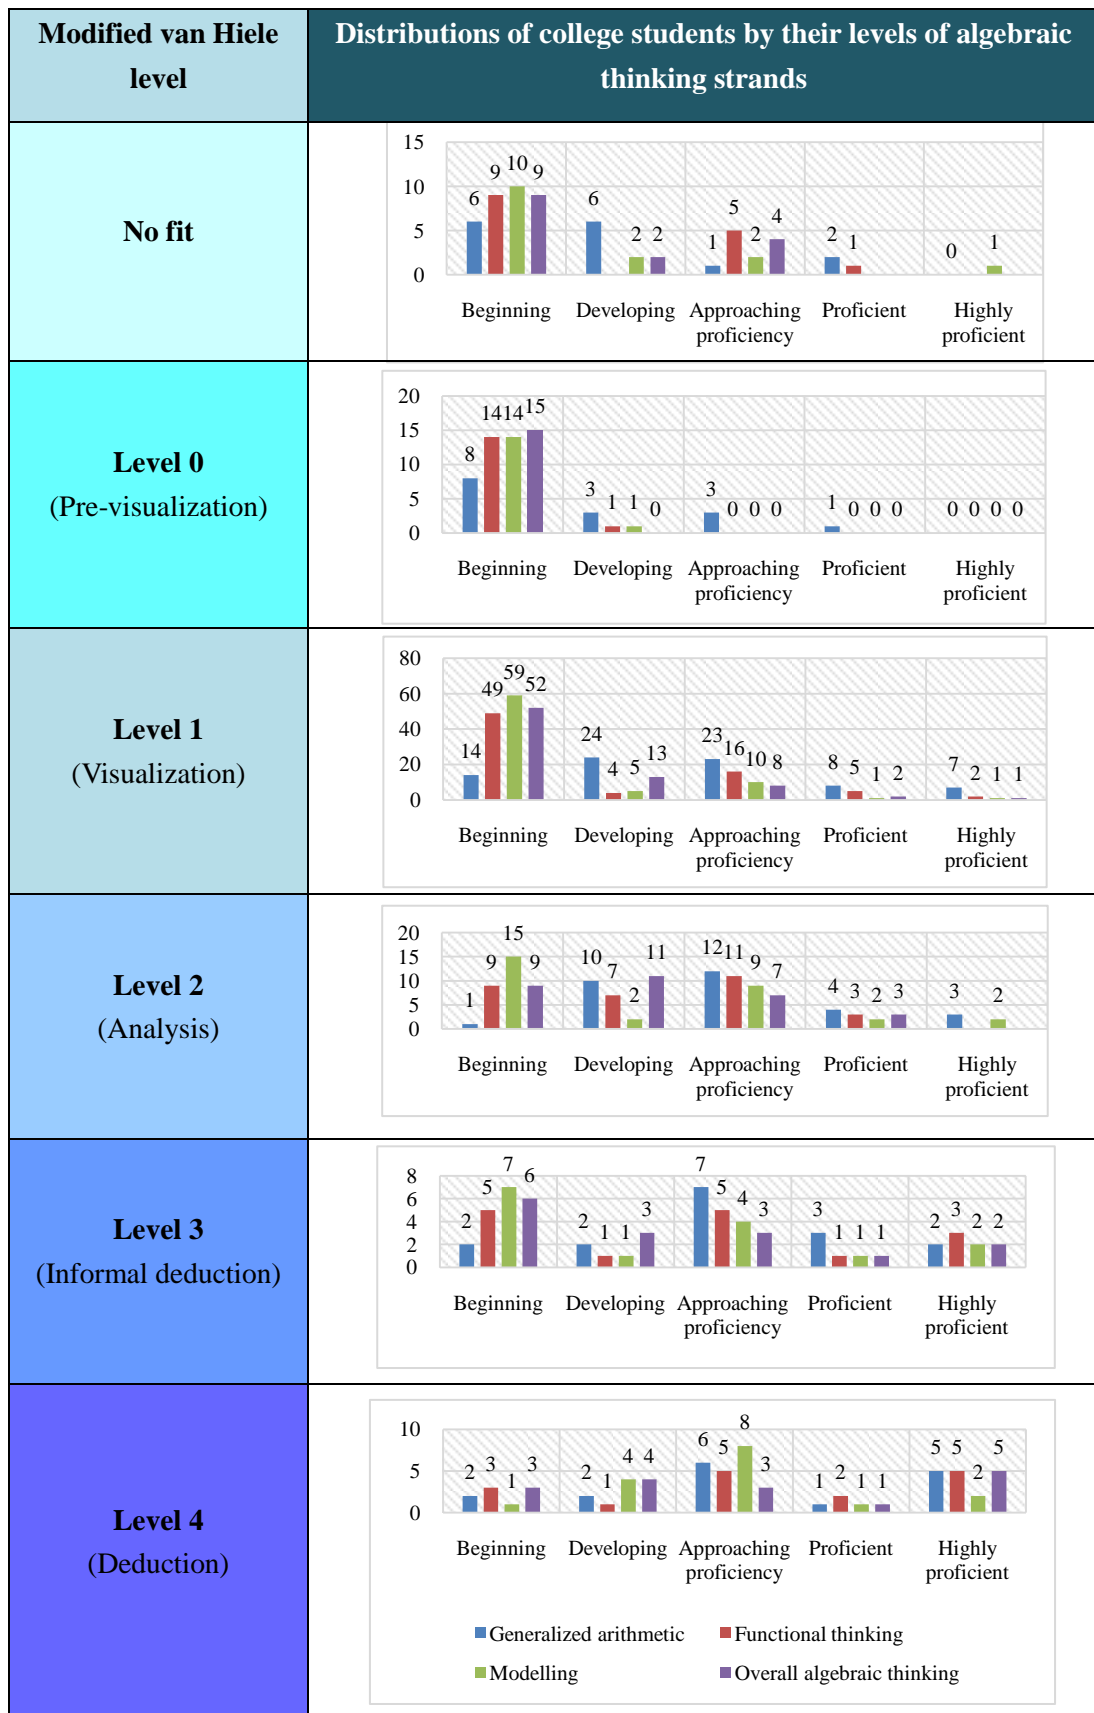 Modified van Hiele
level
Distributions of college students by their levels of algebraic
thinking strands
No fit
15
10
5
0
6 9 10 9
6 2 2
1 5 2 4
2 1
0 1
Beginning Developing Approaching proficiency Proficient Highly proficient
Level 0
(Pre-visualization)
20
15
10
5
0
8 14 14 15
3 1 1 0
3 0 0 0
1 0 0 0
0 0 0 0
Beginning Developing Approaching proficiency Proficient Highly proficient
Level 1
(Visualization)
80
60
40
20
0
14 49 59 52
24 4 5 13
23 16 10 8
8 5 1 2
7 2 1 1
Beginning Developing Approaching proficiency Proficient Highly proficient
Level 2
(Analysis)
20
15
10
5
0
1 9 15 9
10 7 2 11
12 11 9 7
4 3 2 3
3 2
Beginning Developing Approaching proficiency Proficient Highly proficient
Level 3
(Informal deduction)
8
6
4
2
0
2 5 7 6
2 1 1 3
7 5 4 3
3 1 1 1
2 3 2 2
Beginning Developing Approaching proficiency Proficient Highly proficient
Level 4
(Deduction)
10
5
0
2 3 1 3
2 1 4 4
6 5 8 3
1 2 1 1
5 5 2 5
Beginning Developing Approaching proficiency Proficient Highly proficient
Generalized arithmetic Functional thinking
Modelling Overall algebraic thinking